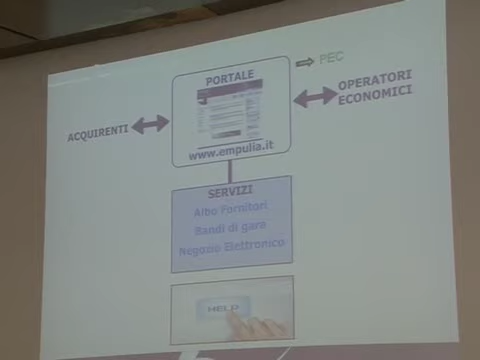 PORTALE
PEC
OPERATORI
ECONOMICI
ACQUIRENTI
www.empulia.it
SERVIZI
Albo Fornitori
Bandi di gara
Negozio Elettronico
HELP